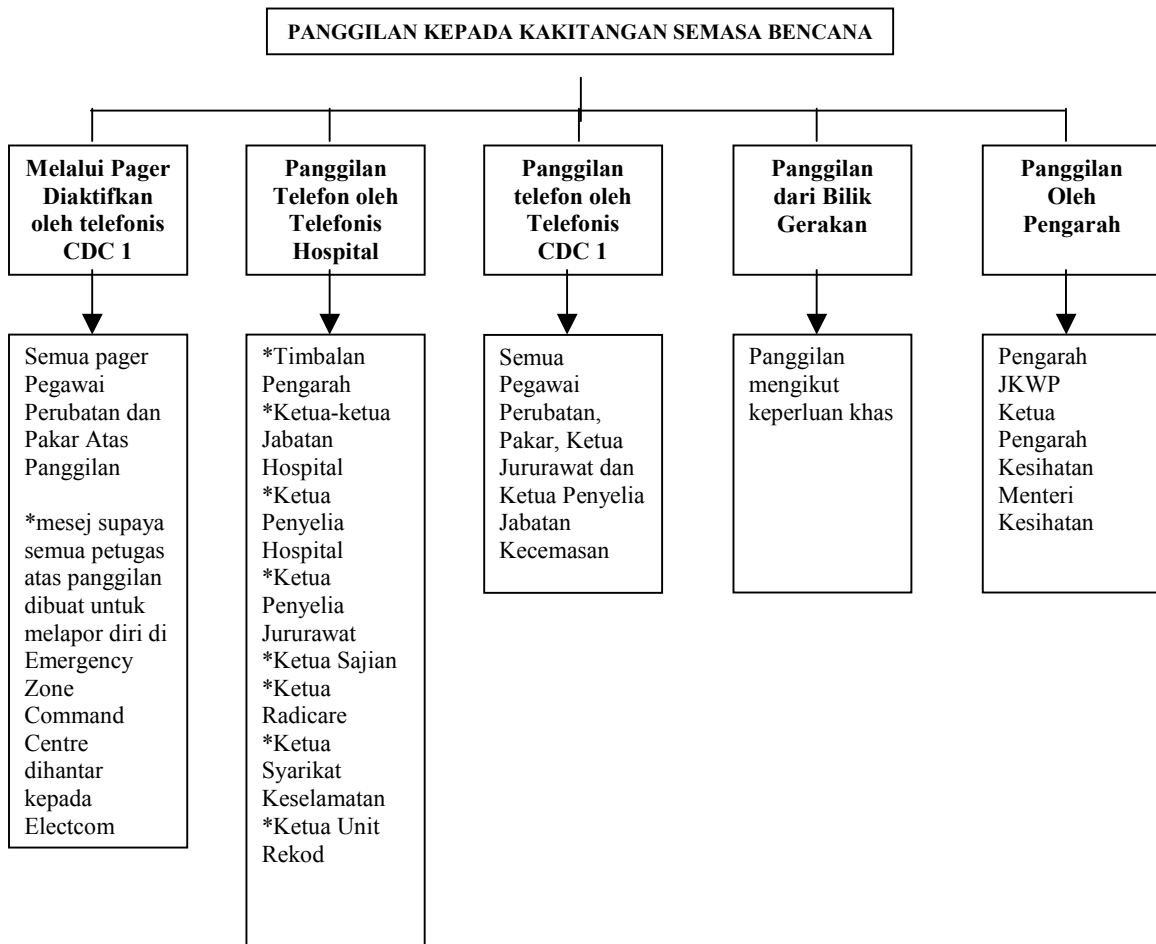 PANGGILAN KEPADA KAKITANGAN SEMASA BENCANA
Melalui Pager
Diaktifkan
oleh telefonis
CDC 1
Panggilan
Telefon oleh
Telefonis
Hospital
Panggilan
telefon oleh
Telefonis
CDC 1
Panggilan
dari Bilik
Gerakan
Panggilan
Oleh
Pengarah
Semua pager
Pegawai
Perubatan dan
Pakar Atas
Panggilan
*mesej supaya
semua petugas
atas panggilan
dibuat untuk
melapor diri di
Emergency
Zone
Command
Centre
dihantar
kepada
Electcom
*Timbalan
Pengarah
*Ketua-ketua
Jabatan
Hospital
*Ketua
Penyelia
Hospital
*Ketua
Penyelia
Jururawat
*Ketua Sajian
*Ketua
Radicare
*Ketua
Syarikat
Keselamatan
*Ketua Unit
Rekod
Semua
Pegawai
Perubatan,
Pakar, Ketua
Jururawat dan
Ketua Penyelia
Jabatan
Kecemasan
Panggilan
mengikut
keperluan khas
Pengarah
JKWP
Ketua
Pengarah
Kesihatan
Menteri
Kesihatan